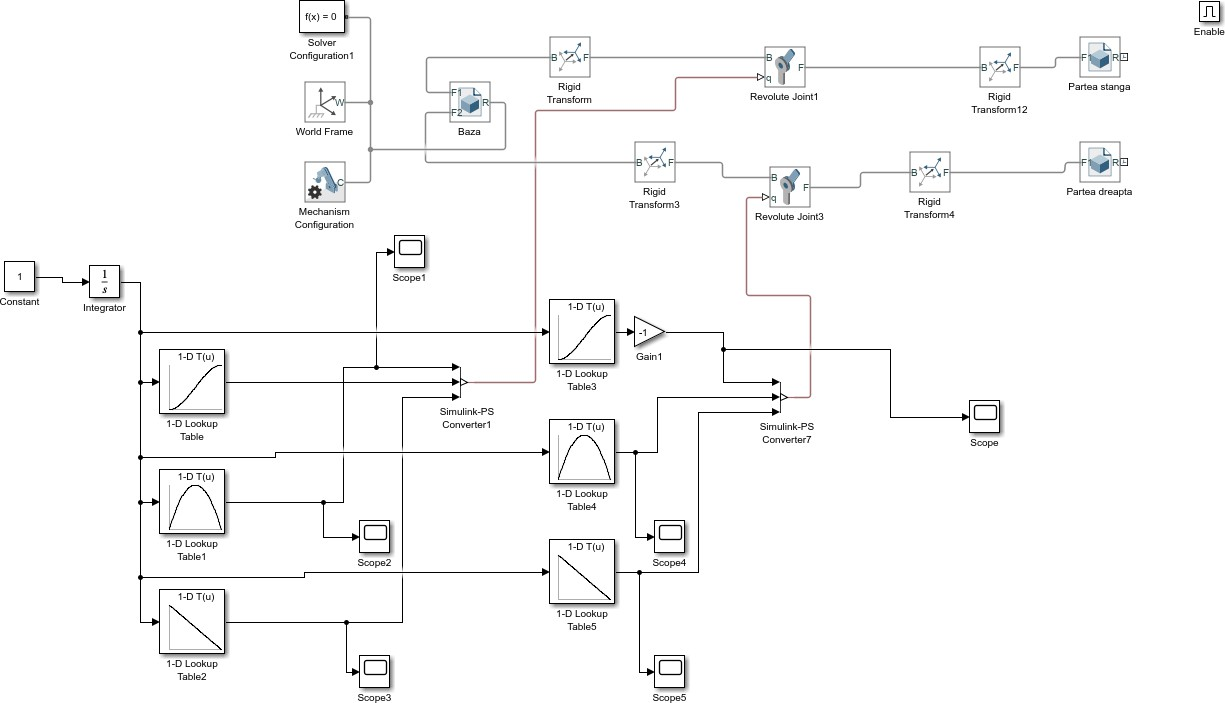 f(x) = 0
Solver
Configuration1
Enable
B
F
Rigid
Transform
B
q
F
Revolute Joint1
B
F
Rigid
Transform12
F1
R
Partea stanga
W
World Frame
F1
F2
R
Baza
C
Mechanism
Configuration
B
F
Rigid
Transform3
B
q
F
Revolute Joint3
B
F
Rigid
Transform4
F1
R
Partea dreapta
Scope1
1
Constant
1
s
Integrator
1-D T(u)
1-D Lookup
Table3
-1
Gain1
1-D T(u)
1-D Lookup
Table
Simulink-PS
Converter1
Simulink-PS
Converter7
Scope
1-D T(u)
1-D Lookup
Table4
1-D T(u)
1-D Lookup
Table1
Scope2
Scope4
1-D T(u)
1-D Lookup
Table5
1-D T(u)
1-D Lookup
Table2
Scope3
Scope5